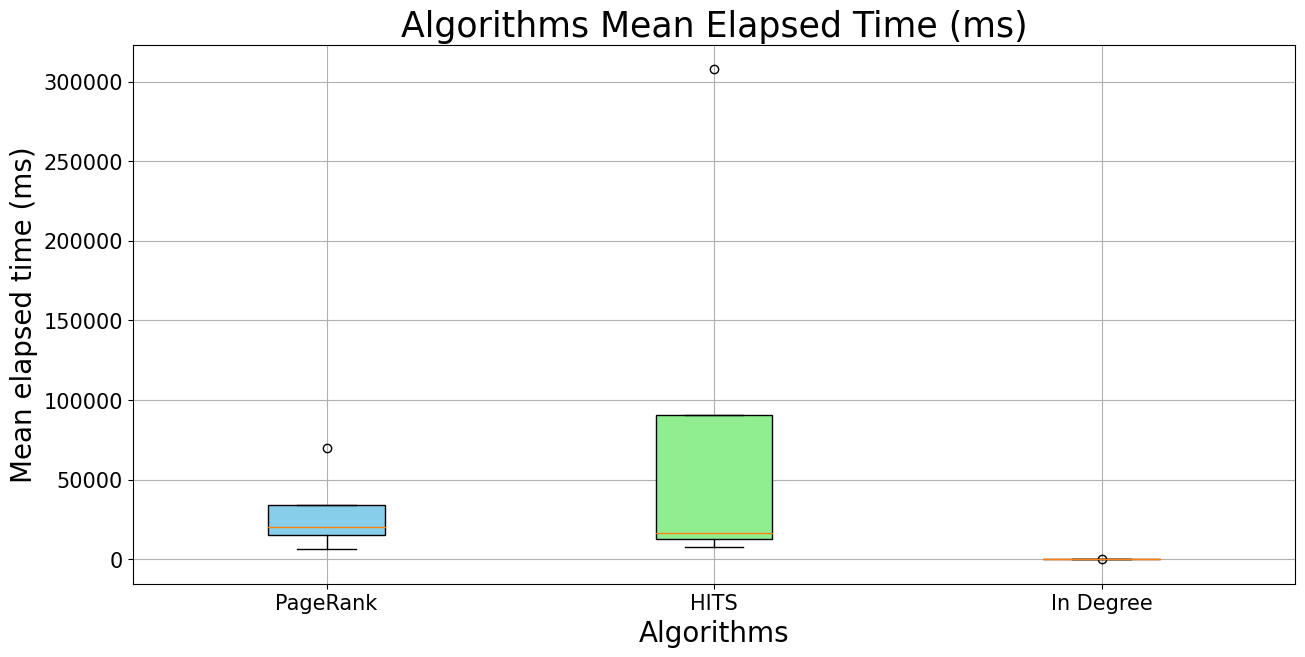 Algorithms Mean Elapsed Time (ms)
Mean elapsed time (ms)
300000
250000
200000
150000
100000
50000
0
PageRank
HITS
In Degree
Algorithms